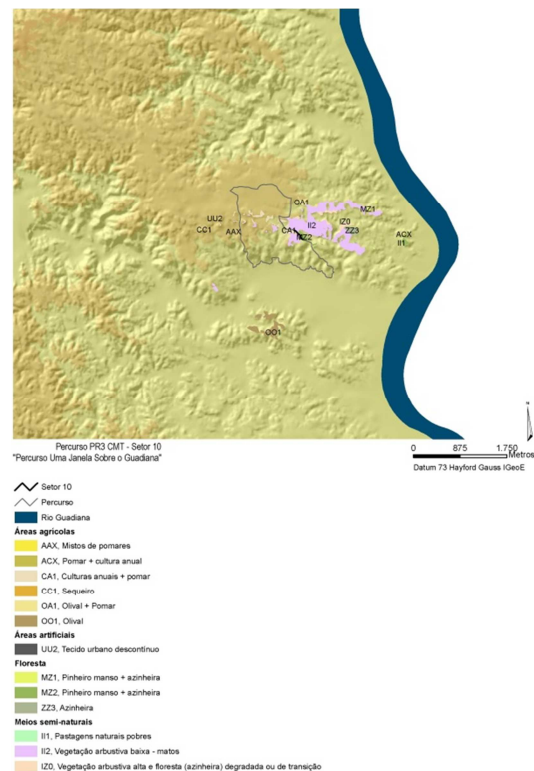 OA1
MZ1
UU2
II2
IZ0
CC1
AAX
CA1
ZZ3
ACX
MZ2
II1
OO1
Percurso PR3 CMT - Setor 10
"Percurso Uma Janela Sobre o Guadiana"
0 875 1.750
Metros
Datum 73 Hayford Gauss IGeoE
Setor 10
Percurso
Rio Guadiana
Áreas agrícolas
AAX, Mistos de pomares
ACX, Pomar + cultura anual
CA1, Culturas anuais + pomar
CC1, Sequeiro
OA1, Olival + Pomar
OO1, Olival
Áreas artificiais
UU2, Tecido urbano descontínuo
Floresta
MZ1, Pinheiro manso + azinheira
MZ2, Pinheiro manso + azinheira
ZZ3, Azinheira
Meios semi-naturais
II1, Pastagens naturais pobres
II2, Vegetação arbustiva baixa - matos
IZ0, Vegetação arbustiva alta e floresta (azinheira) degradada ou de transição